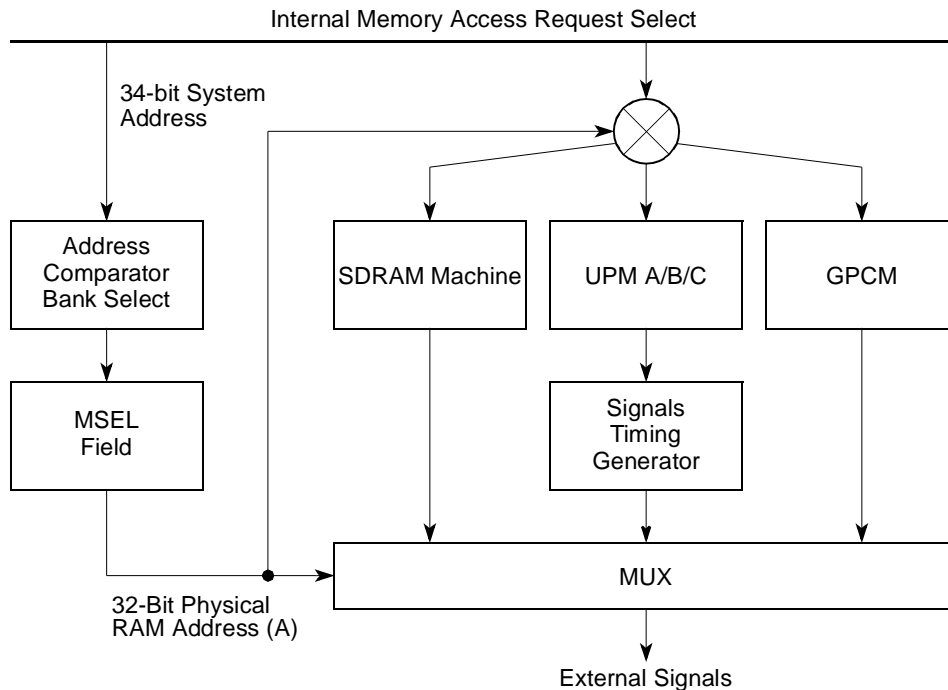 Internal Memory Access Request Select
34-bit System
Address
Address
Comparator
Bank Select
SDRAM Machine
UPM A/B/C
GPCM
MSEL
Field
Signals
Timing
Generator
MUX
32-Bit Physical
RAM Address (A)
External Signals